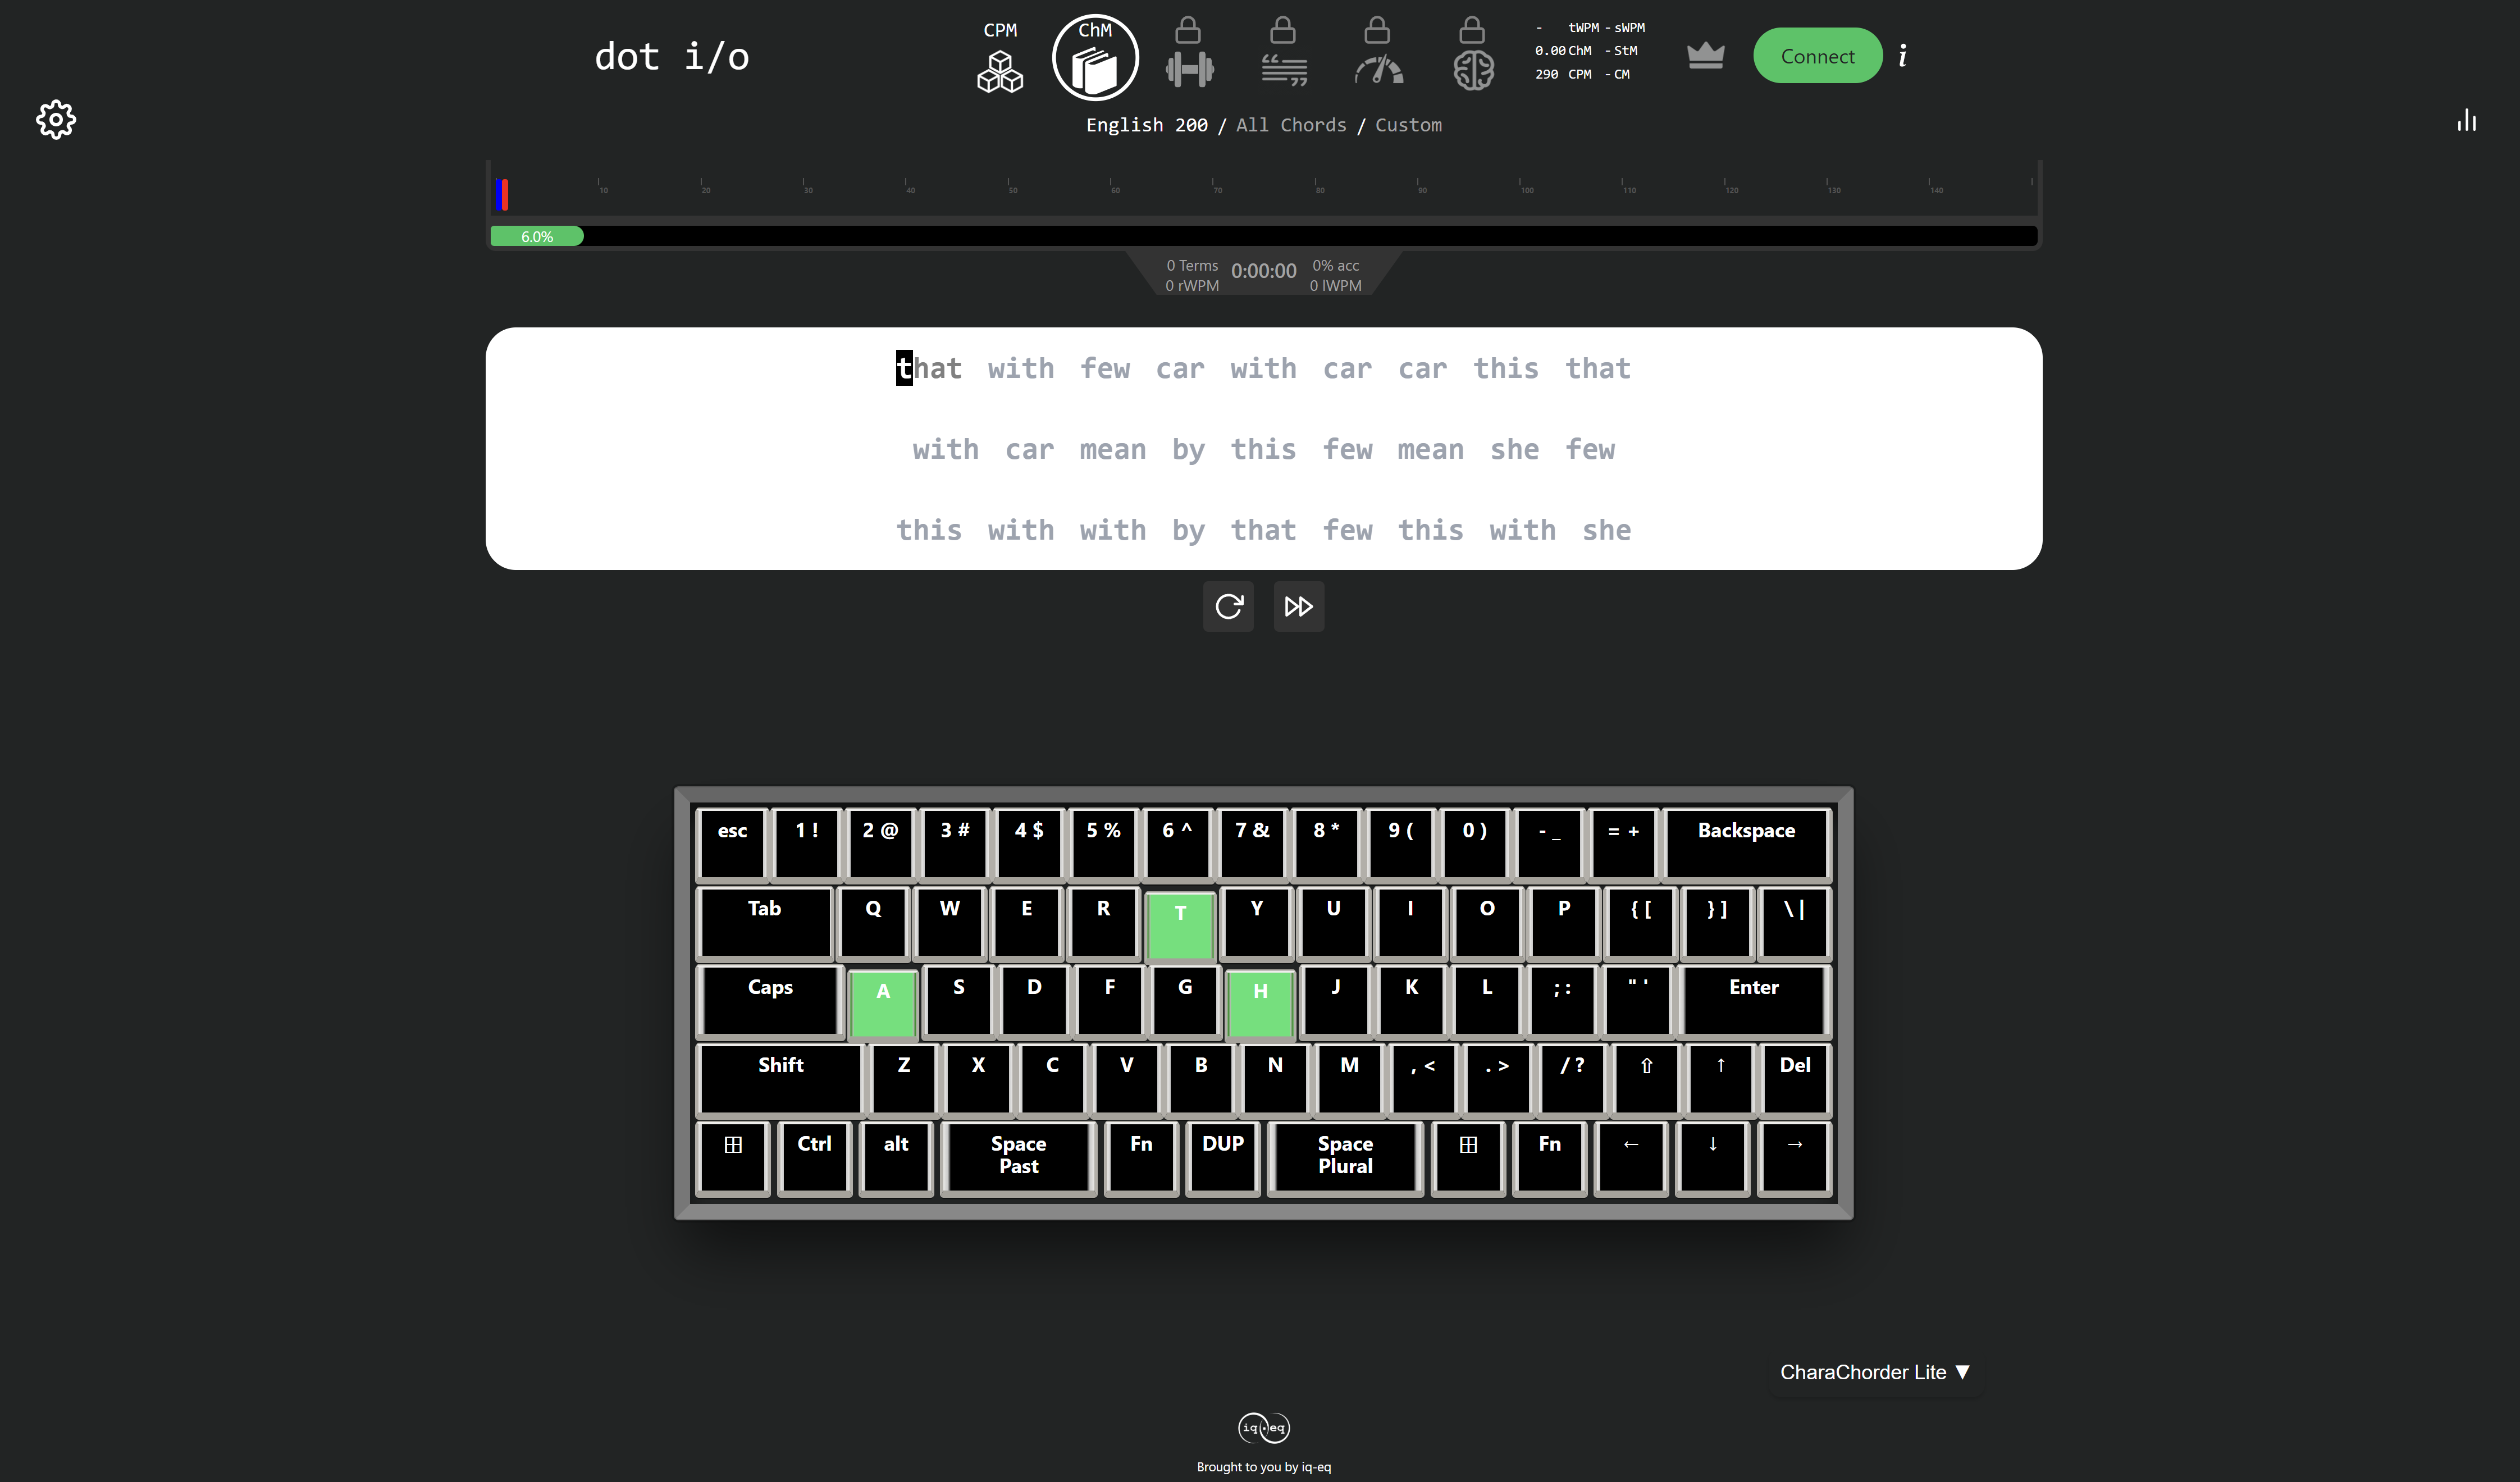 dot i/o
CPM ChM
- tWPM - sWPM
0.00 ChM - StM
290 CPM - CM
Connect
i
English 200 / All Chords / Custom
10 20 30 40 50 60 70 80 90 100 110 120 130 140
6.0%
0 Terms 0:00:00 0% acc
0 rWPM 0 lWPM
that with few car with car car this that
with car mean by this few mean she few
this with with by that few this with she
esc 1 ! 2 @ 3 # 4 $ 5 % 6 ^ 7 & 8 * 9 ( 0 ) - _ = + Backspace
Tab Q W E R T Y U I O P { [ } ] \ |
Caps A S D F G H J K L ; : " ' Enter
Shift Z X C V B N M , < . > / ? ⇧ ↑ Del
⊞ Ctrl alt Space Past Fn DUP Space Plural ⊞ Fn ← ↓ →
CharaChorder Lite ▼
iq eq
Brought to you by iq-eq